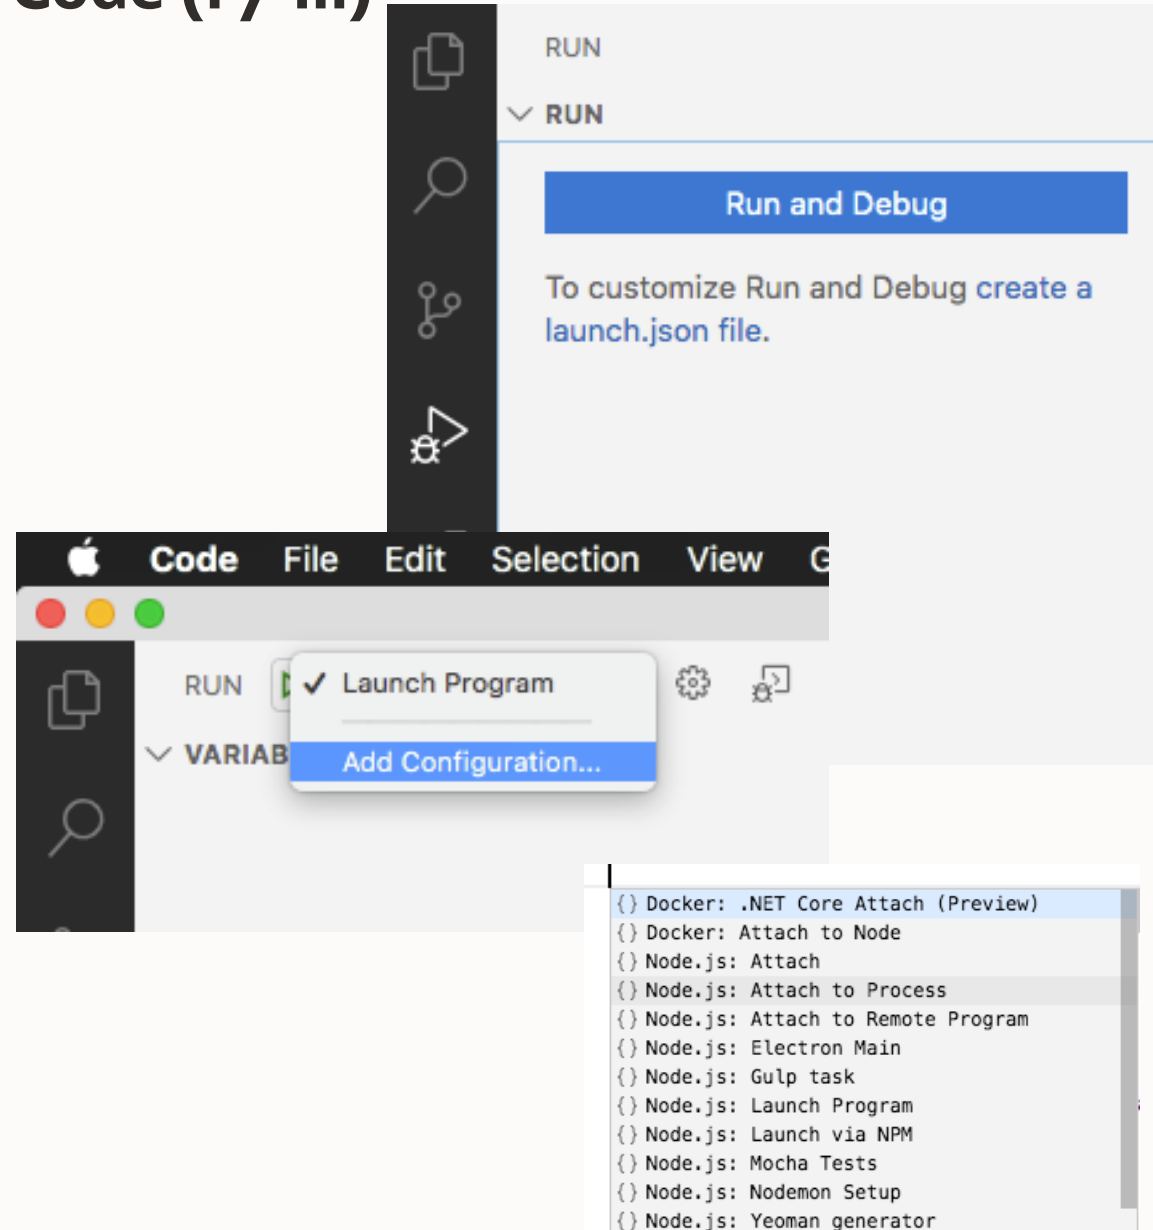 RUN
RUN
Run and Debug
To customize Run and Debug create a
launch.json file.
Code File Edit Selection View G
RUN ✓ Launch Program
VARIAB
Add Configuration...
{} Docker: .NET Core Attach (Preview)
{} Docker: Attach to Node
{} Node.js: Attach
{} Node.js: Attach to Process
{} Node.js: Attach to Remote Program
{} Node.js: Electron Main
{} Node.js: Gulp task
{} Node.js: Launch Program
{} Node.js: Launch via NPM
{} Node.js: Mocha Tests
{} Node.js: Nodemon Setup
{} Node.js: Yeoman generator